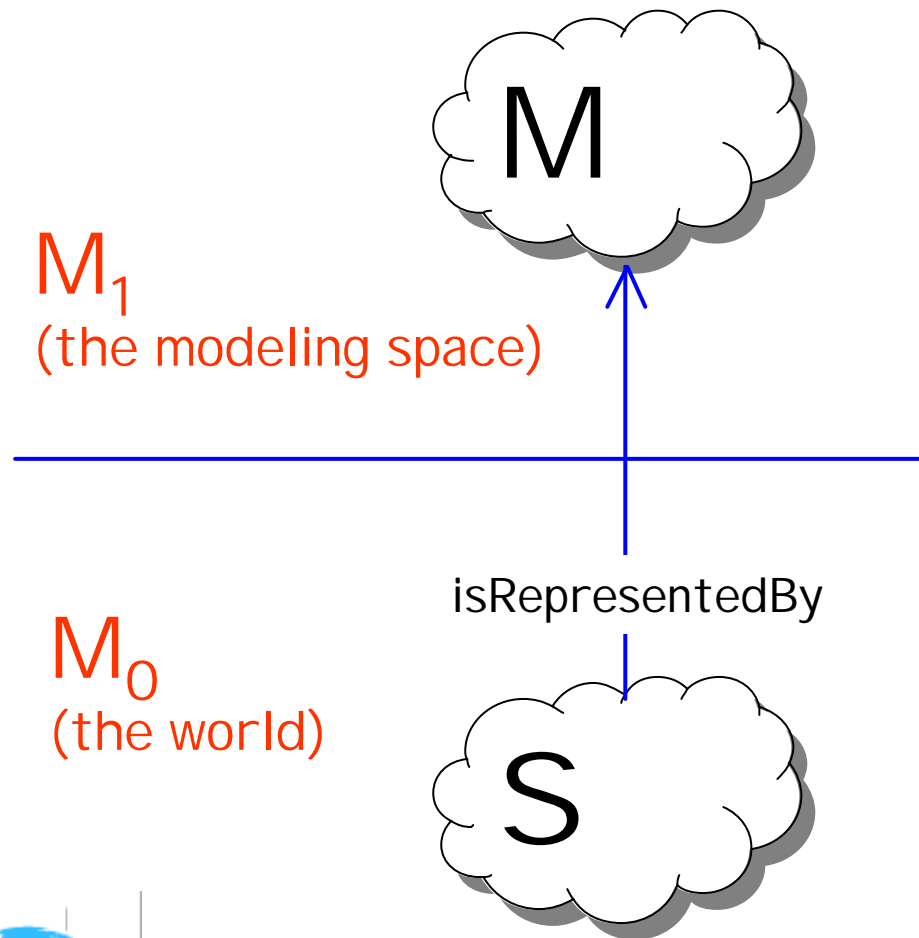 M
M₁
(the modeling space)
isRepresentedBy
M₀
(the world)
S